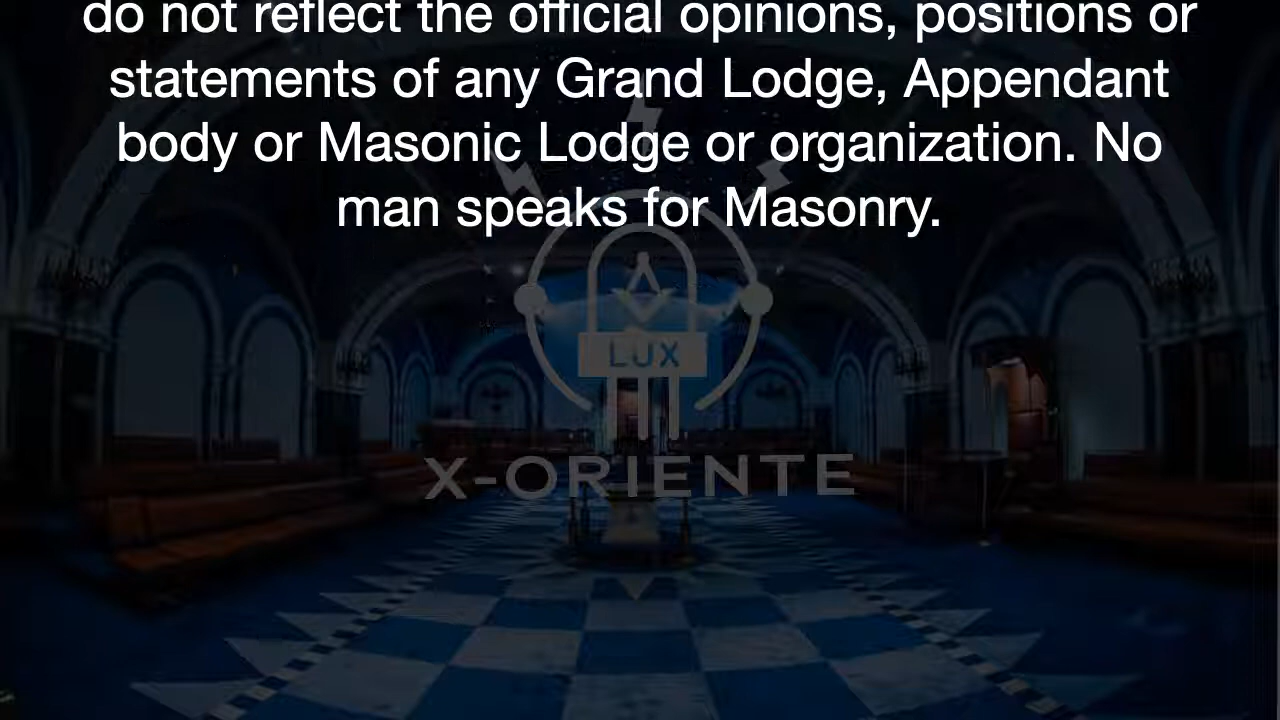 do not reflect the official opinions, positions or
statements of any Grand Lodge, Appendant
body or Masonic Lodge or organization. No
man speaks for Masonry.
LUX
X-ORIENTE